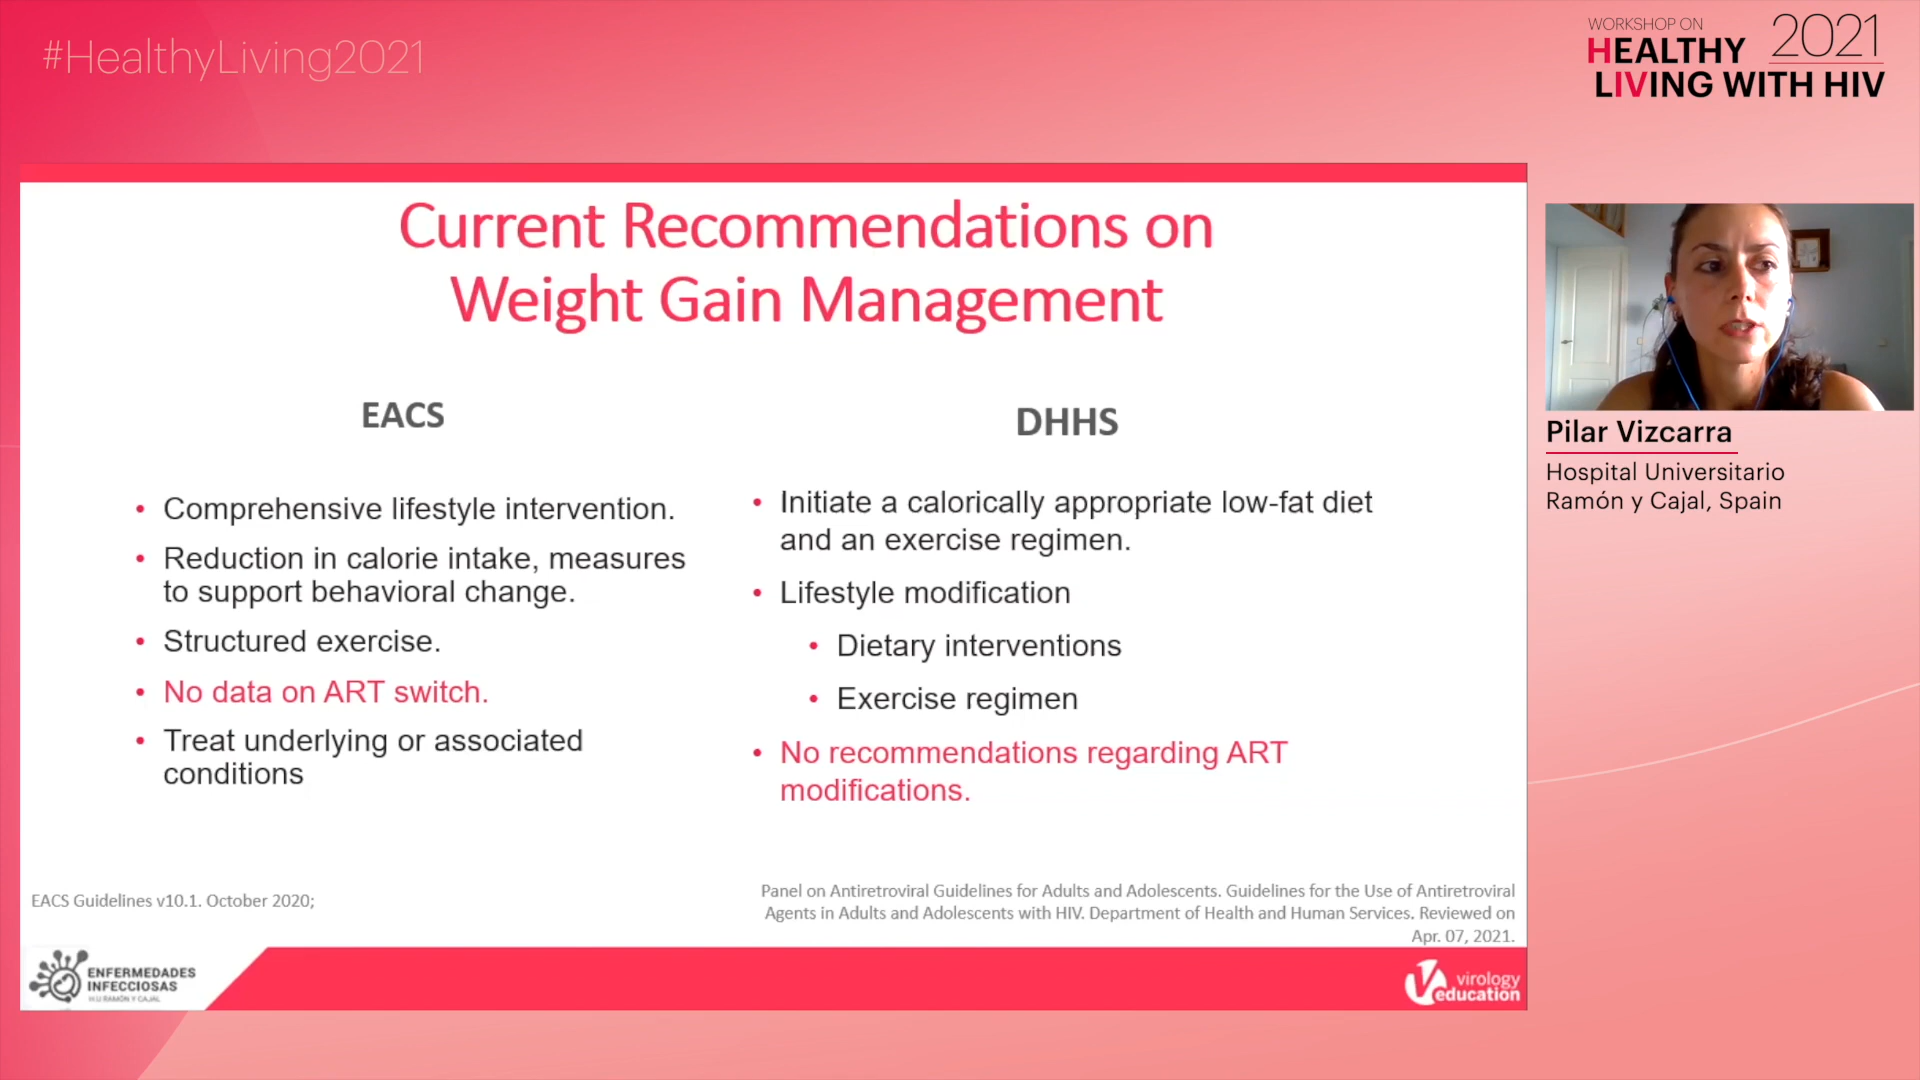 #HealthyLiving2021
WORKSHOP ON
HEALTHY
LIVING WITH HIV
2021
Current Recommendations on
Weight Gain Management
EACS
• Comprehensive lifestyle intervention.
• Reduction in calorie intake, measures
to support behavioral change.
• Structured exercise.
• No data on ART switch.
• Treat underlying or associated
conditions
DHHS
• Initiate a calorically appropriate low-fat diet
and an exercise regimen.
• Lifestyle modification
• Dietary interventions
• Exercise regimen
• No recommendations regarding ART
modifications.
EACS Guidelines v10.1. October 2020;
Panel on Antiretroviral Guidelines for Adults and Adolescents. Guidelines for the Use of Antiretroviral
Agents in Adults and Adolescents with HIV. Department of Health and Human Services. Reviewed on
Apr. 07, 2021.
ENFERMEDADES
INFECCIOSAS
H.U RAMÓN Y CAJAL
virology
education
Pilar Vizcarra
Hospital Universitario
Ramón y Cajal, Spain